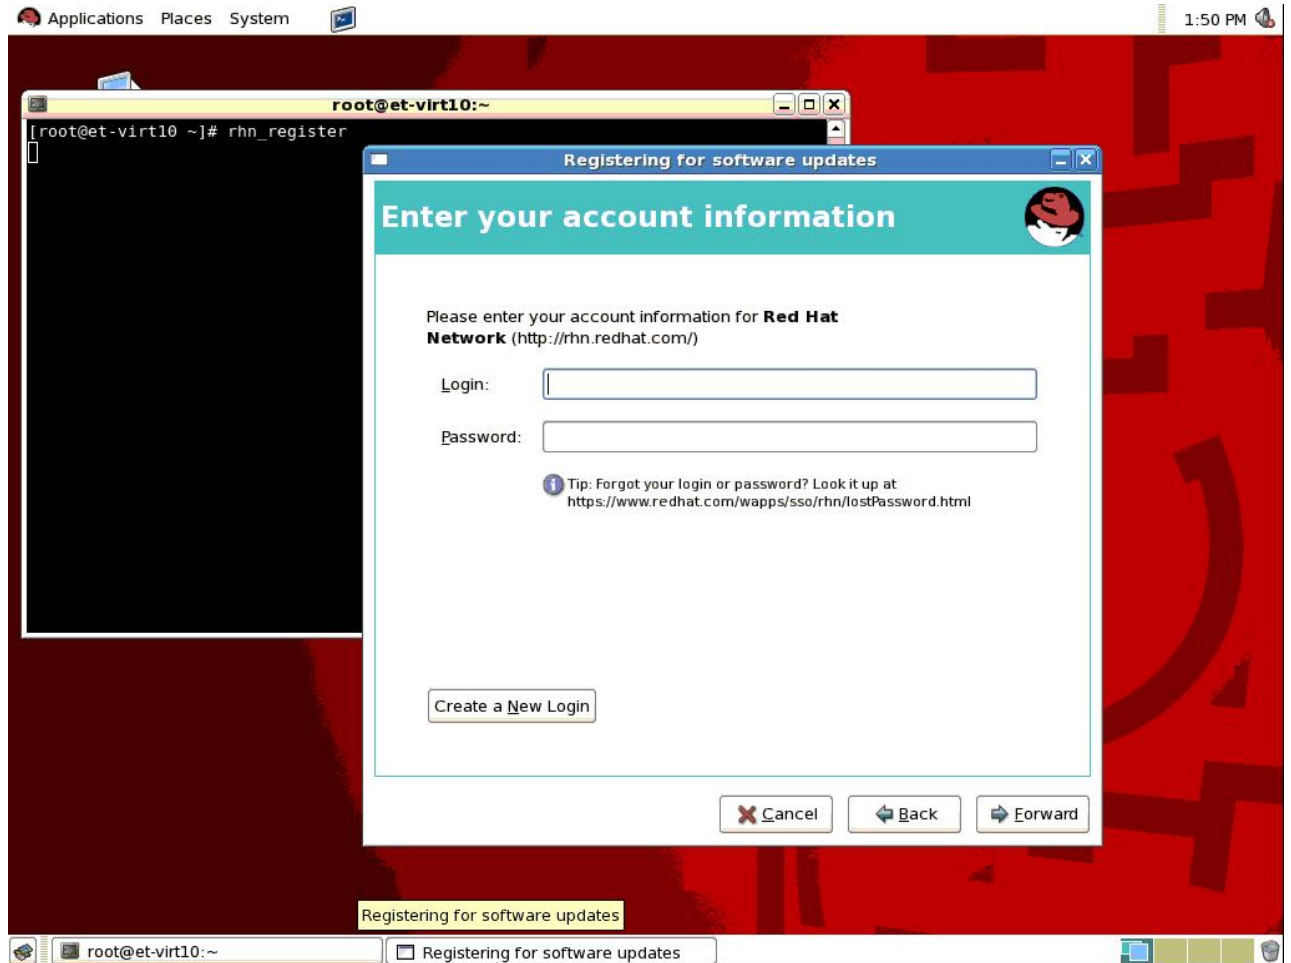 Applications Places System
1:50 PM
root@et-virt10:~
[root@et-virt10 ~]# rhn_register
Registering for software updates
Enter your account information
Please enter your account information for Red Hat
Network (http://rhn.redhat.com/)
Login:
Password:
Tip: Forgot your login or password? Look it up at
https://www.redhat.com/wapps/sso/rhn/lostPassword.html
Create a New Login
Cancel Back Forward
Registering for software updates
root@et-virt10:~ Registering for software updates